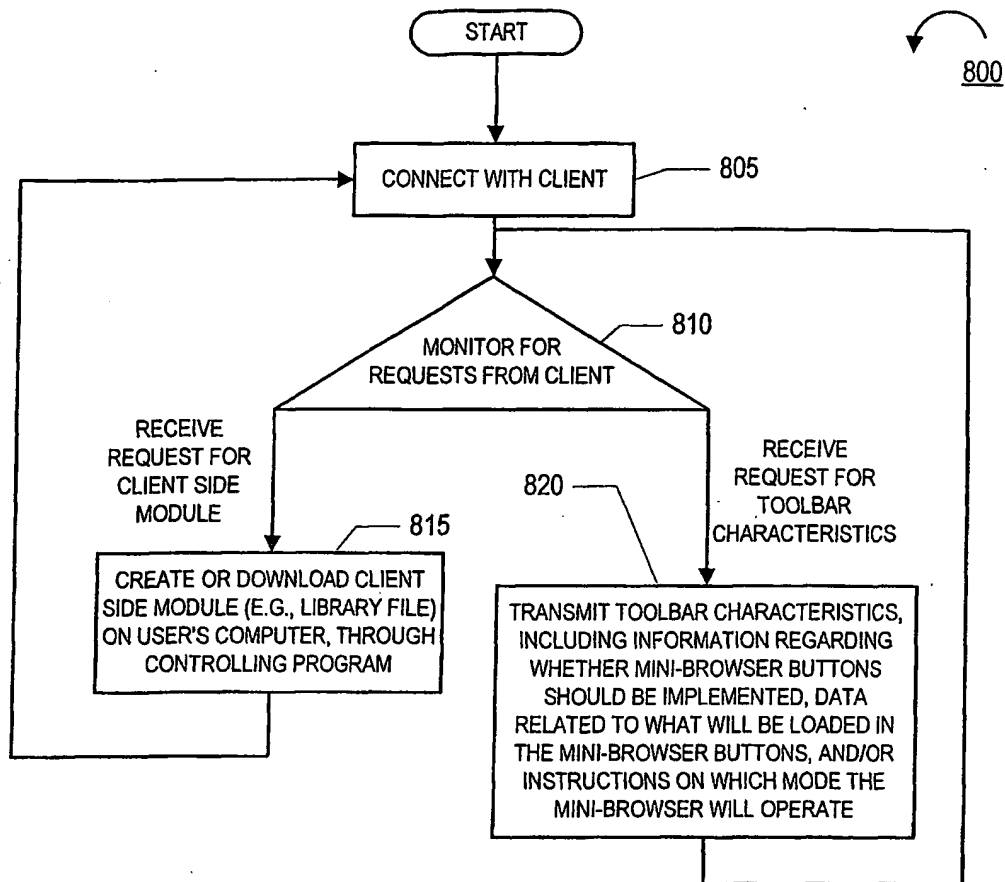 START
800
CONNECT WITH CLIENT
805
MONITOR FOR
REQUESTS FROM CLIENT
810
RECEIVE
REQUEST FOR
CLIENT SIDE
MODULE
RECEIVE
REQUEST FOR
TOOLBAR
CHARACTERISTICS
815
CREATE OR DOWNLOAD CLIENT
SIDE MODULE (E.G., LIBRARY FILE)
ON USER'S COMPUTER, THROUGH
CONTROLLING PROGRAM
820
TRANSMIT TOOLBAR CHARACTERISTICS,
INCLUDING INFORMATION REGARDING
WHETHER MINI-BROWSER BUTTONS
SHOULD BE IMPLEMENTED, DATA
RELATED TO WHAT WILL BE LOADED IN
THE MINI-BROWSER BUTTONS, AND/OR
INSTRUCTIONS ON WHICH MODE THE
MINI-BROWSER WILL OPERATE